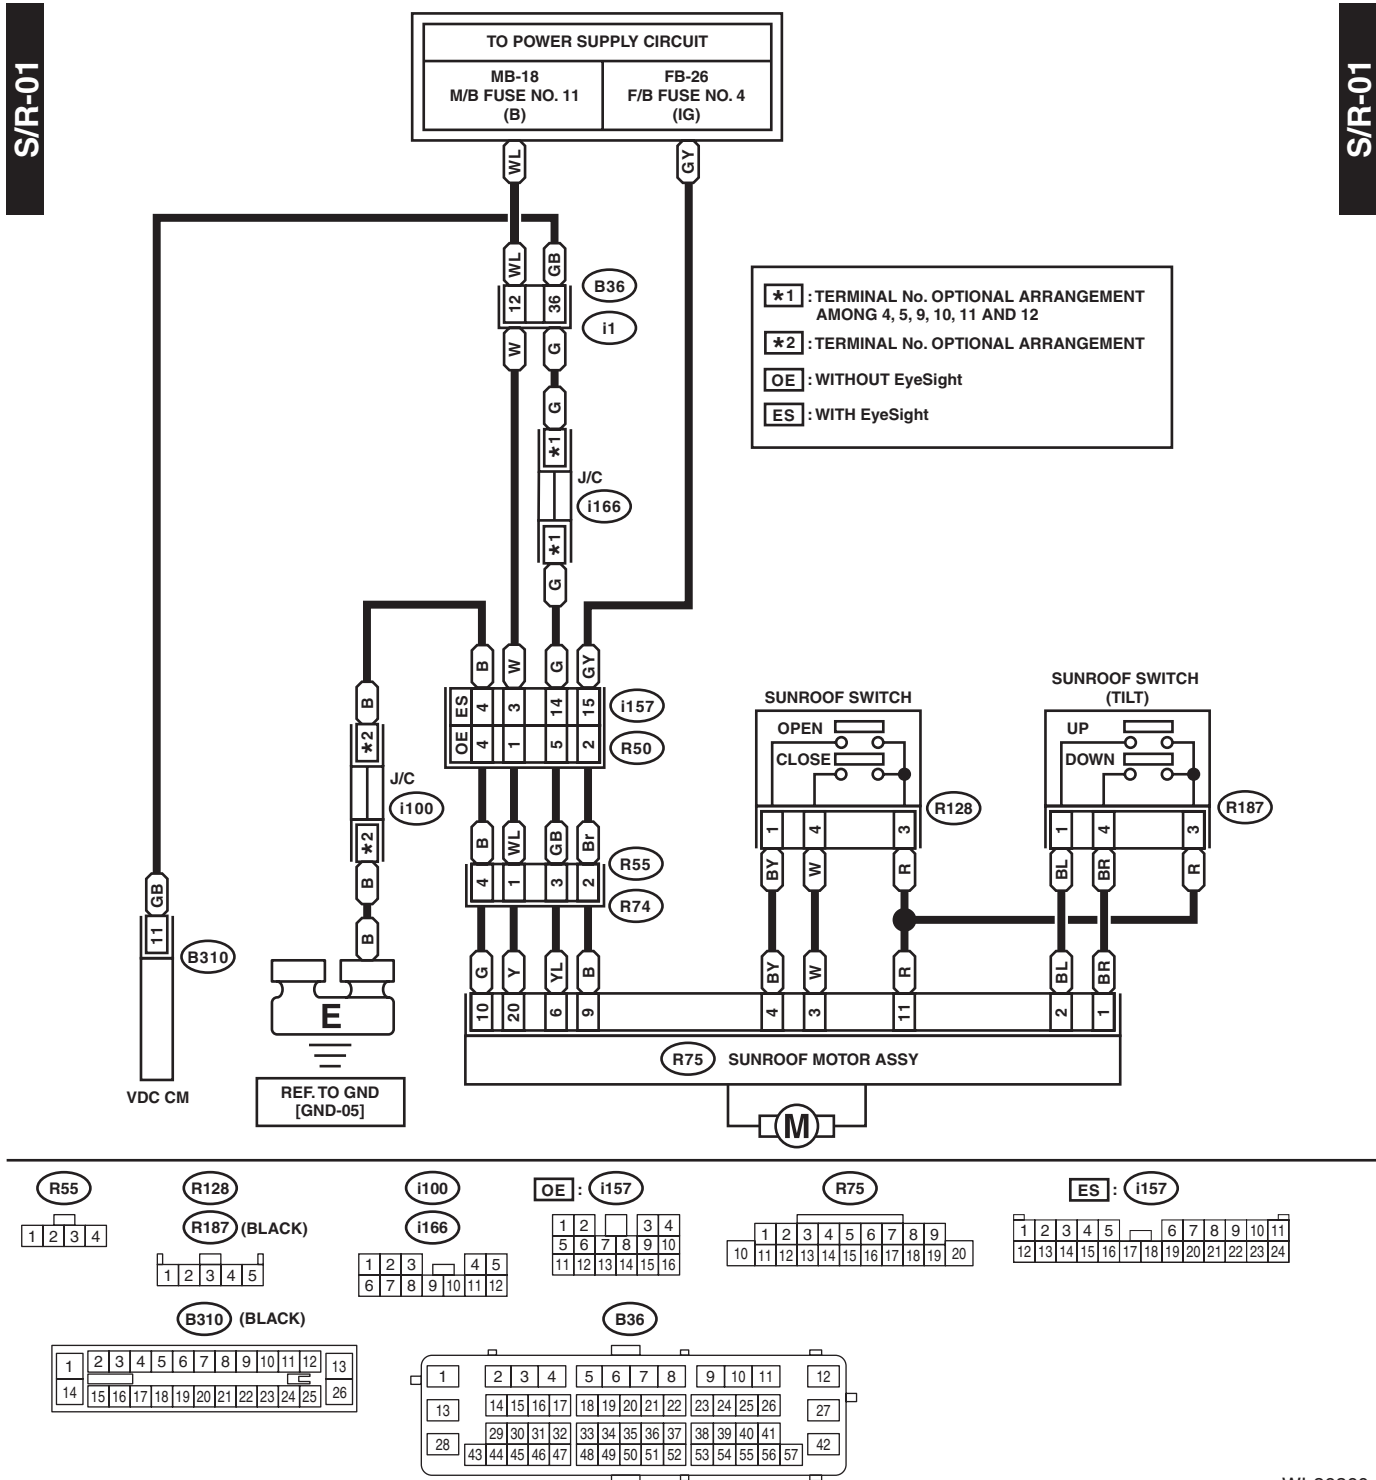 S/R-01
S/R-01
TO POWER SUPPLY CIRCUIT
MB-18
M/B FUSE NO. 11
(B)
FB-26
F/B FUSE NO. 4
(IG)
WL
GY
WL
GB
12
36
B36
i1
W
G
*1 : TERMINAL No. OPTIONAL ARRANGEMENT
AMONG 4, 5, 9, 10, 11 AND 12
*2 : TERMINAL No. OPTIONAL ARRANGEMENT
OE : WITHOUT EyeSight
ES : WITH EyeSight
G
*1
J/C
i166
*1
G
B
W
G
GY
ES 4 3 14 15
i157
OE 4 1 5 2
R50
B
*2
J/C
i100
*2
B
B
B
WL
GB
Br
R55
4 1 3 2
R74
G
Y
YL
B
10 20 6 9
SUNROOF SWITCH
OPEN
CLOSE
R128
1 4 3
BY
W
R
BY
W
R
4 3 11
SUNROOF SWITCH
(TILT)
UP
DOWN
R187
1 4 3
BL
BR
R
BL
BR
2 1
R75 SUNROOF MOTOR ASSY
M
GB
11
B310
VDC CM
E
REF. TO GND
[GND-05]
R55
1 2 3 4
R128
R187 (BLACK)
1 2 3 4 5
i100
i166
1 2 3 4 5
6 7 8 9 10 11 12
OE : i157
1 2 3 4
5 6 7 8 9 10
11 12 13 14 15 16
R75
1 2 3 4 5 6 7 8 9
10 11 12 13 14 15 16 17 18 19 20
ES : i157
1 2 3 4 5 6 7 8 9 10 11
12 13 14 15 16 17 18 19 20 21 22 23 24
B310 (BLACK)
1 2 3 4 5 6 7 8 9 10 11 12 13
14 15 16 17 18 19 20 21 22 23 24 25 26
B36
1 2 3 4 5 6 7 8 9 10 11 12
13 14 15 16 17 18 19 20 21 22 23 24 25 26 27
28 29 30 31 32 33 34 35 36 37 38 39 40 41 42
43 44 45 46 47 48 49 50 51 52 53 54 55 56 57